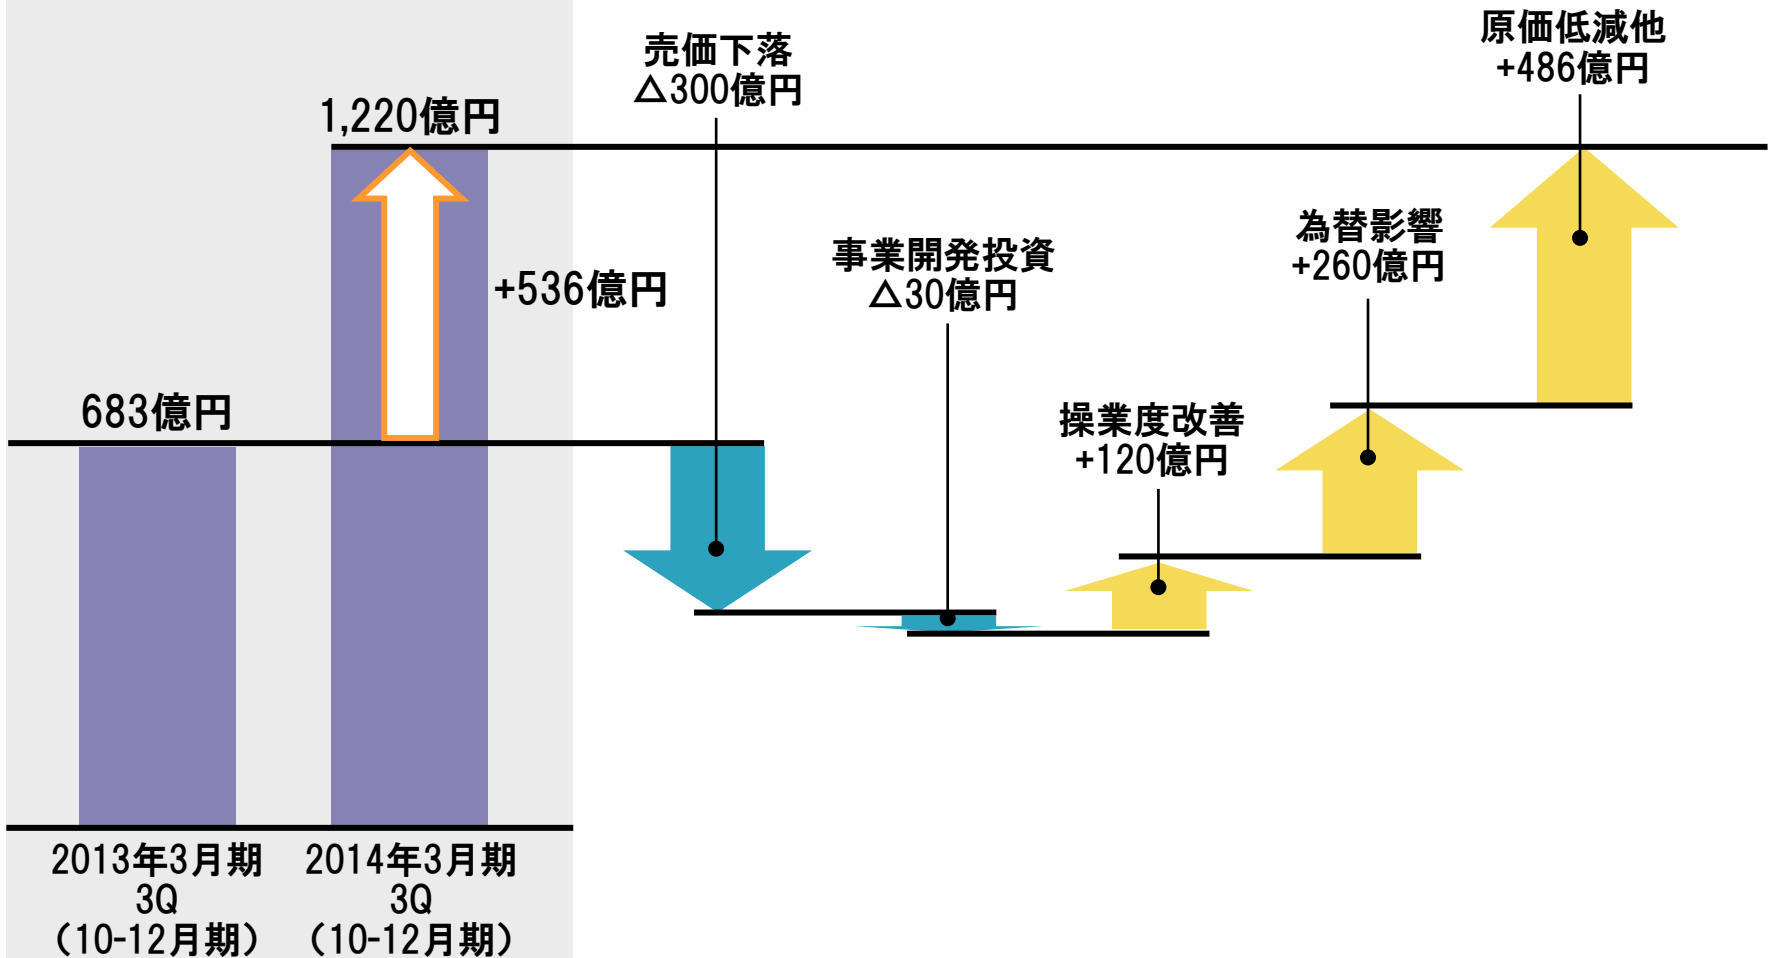 1,220億円
683億円
+536億円
売価下落
△300億円
事業開発投資
△30億円
操業度改善
+120億円
為替影響
+260億円
原価低減他
+486億円
2013年3月期
3Q
(10-12月期)
2014年3月期
3Q
(10-12月期)